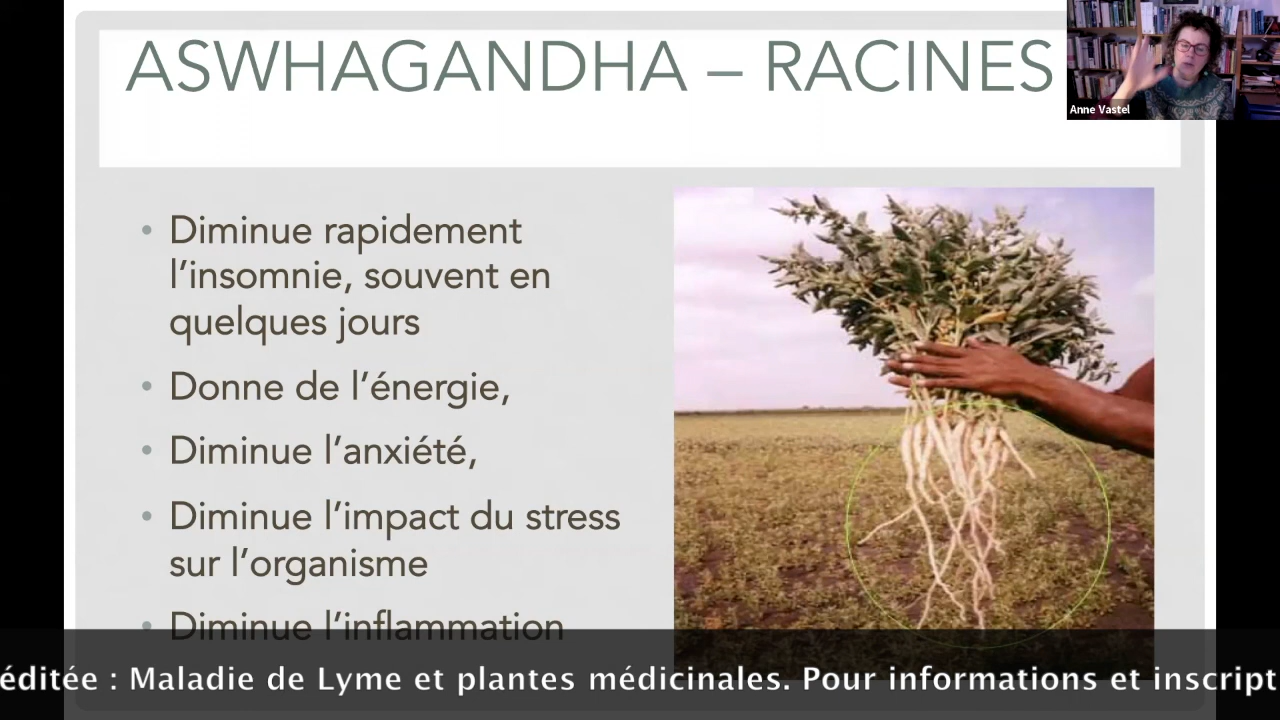 ASWHAGANDHA – RACINES
Anne Vastel
• Diminue rapidement
l’insomnie, souvent en
quelques jours
• Donne de l’énergie,
• Diminue l’anxiété,
• Diminue l’impact du stress
sur l’organisme
• Diminue l’inflammation
éditée : Maladie de Lyme et plantes médicinales. Pour informations et inscript